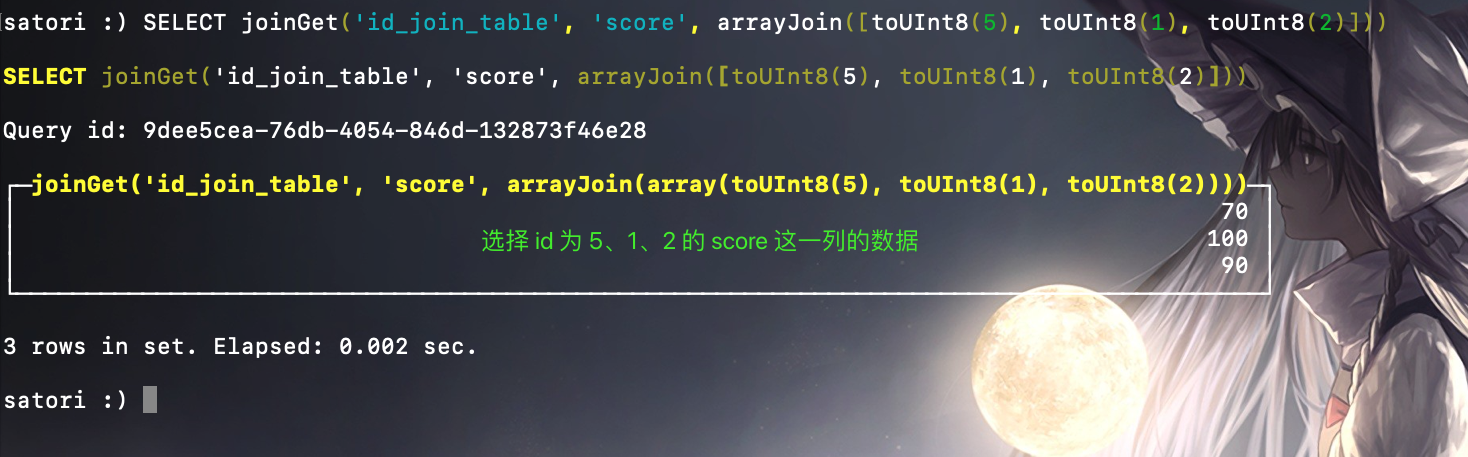 satori :) SELECT joinGet('id_join_table', 'score', arrayJoin([toUInt8(5), toUInt8(1), toUInt8(2)]))
SELECT joinGet('id_join_table', 'score', arrayJoin([toUInt8(5), toUInt8(1), toUInt8(2)]))
Query id: 9dee5cea-76db-4054-846d-132873f46e28
joinGet('id_join_table', 'score', arrayJoin(array(toUInt8(5), toUInt8(1), toUInt8(2))))
70
选择 id 为 5、1、2 的 score 这一列的数据
100
90
3 rows in set. Elapsed: 0.002 sec.
satori :)